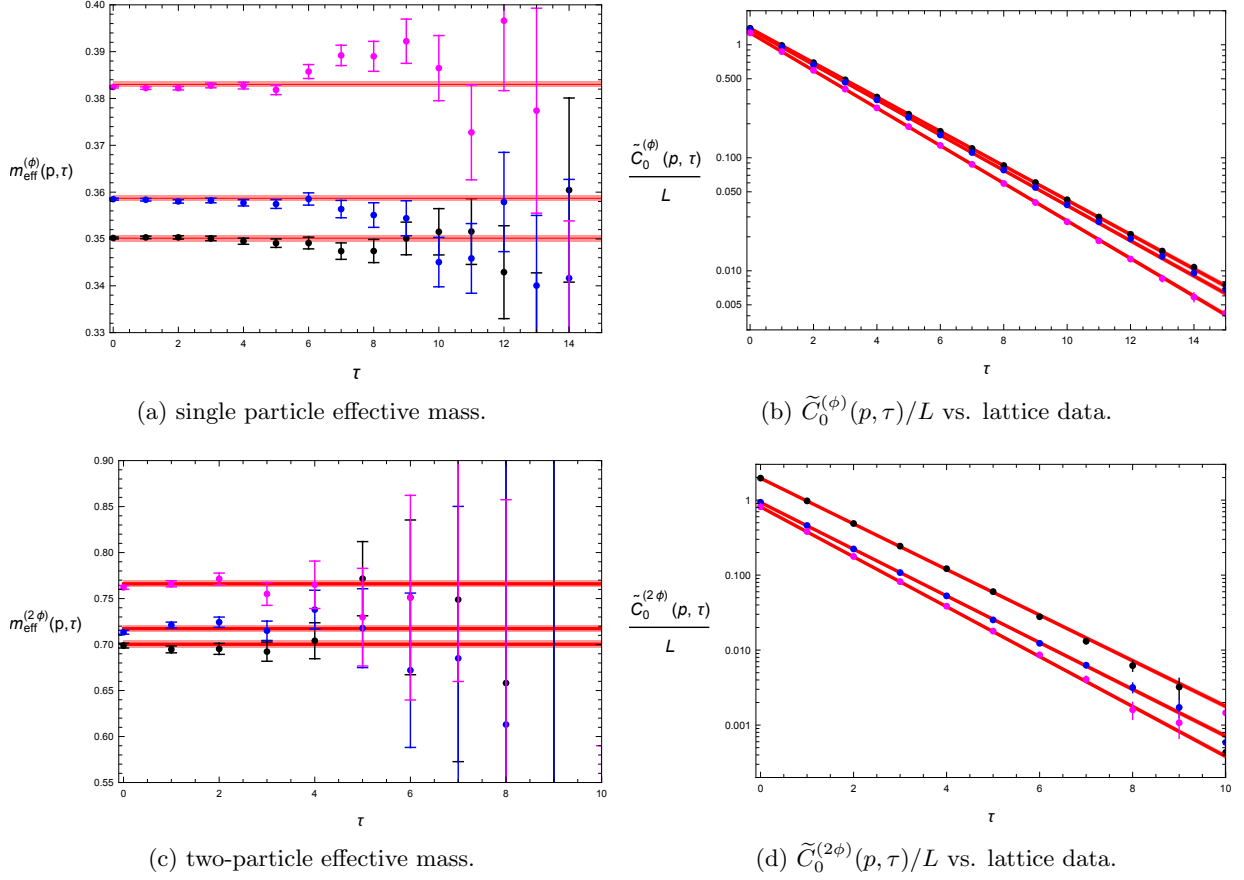 0.40
0.39
0.38
0.37
0.36
0.35
0.34
0.33
m_eff^(ϕ)(p,τ)
0 2 4 6 8 10 12 14
τ
(a) single particle effective mass.
1
0.500
0.100
0.050
0.010
0.005
C̃_0^(ϕ)(p, τ)
L
0 2 4 6 8 10 12 14
τ
(b) C̃_0^(ϕ)(p, τ)/L vs. lattice data.
0.90
0.85
0.80
0.75
0.70
0.65
0.60
0.55
m_eff^(2ϕ)(p,τ)
0 2 4 6 8 10
τ
(c) two-particle effective mass.
1
0.100
0.010
0.001
C̃_0^(2ϕ)(p, τ)
L
0 2 4 6 8 10
τ
(d) C̃_0^(2ϕ)(p, τ)/L vs. lattice data.